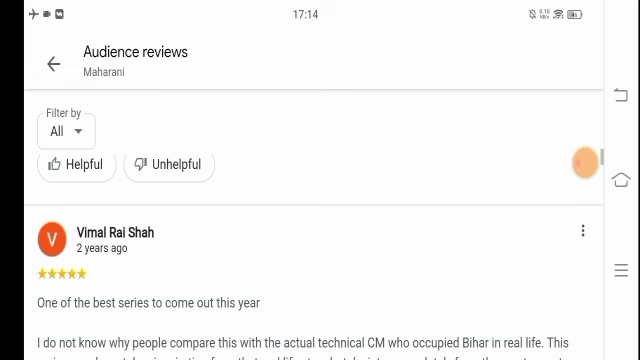 17:14
Audience reviews
Maharani
Filter by
All
Helpful Unhelpful
V
Vimal Rai Shah
2 years ago
One of the best series to come out this year
I do not know why people compare this with the actual technical CM who occupied Bihar in real life. This